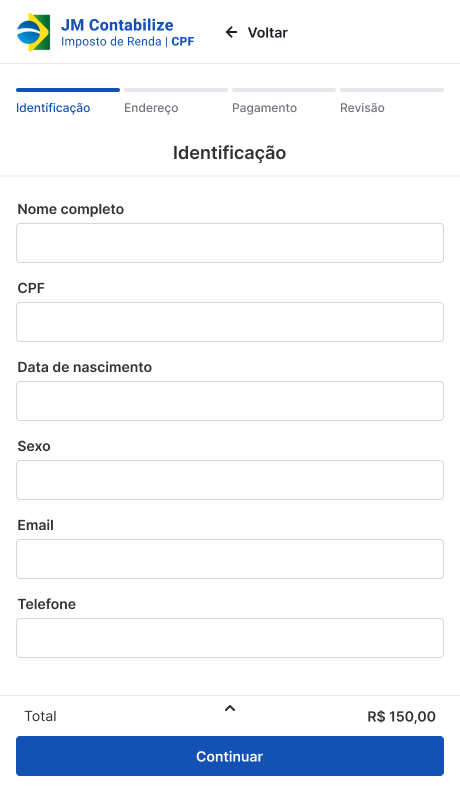 JM Contabilize
Imposto de Renda | CPF
Voltar
Identificação
Endereço
Pagamento
Revisão
Identificação
Nome completo
CPF
Data de nascimento
Sexo
Email
Telefone
Total
R$ 150,00
Continuar